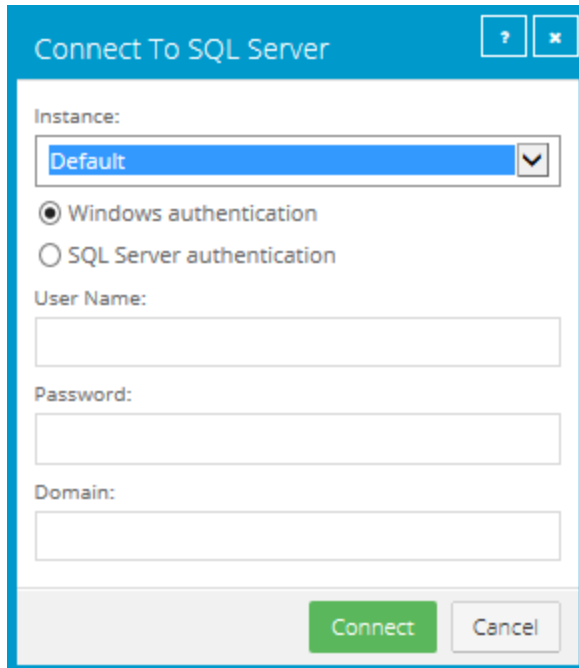 Connect To SQL Server
? ×
Instance:
Default
Windows authentication
SQL Server authentication
User Name:
Password:
Domain:
Connect Cancel